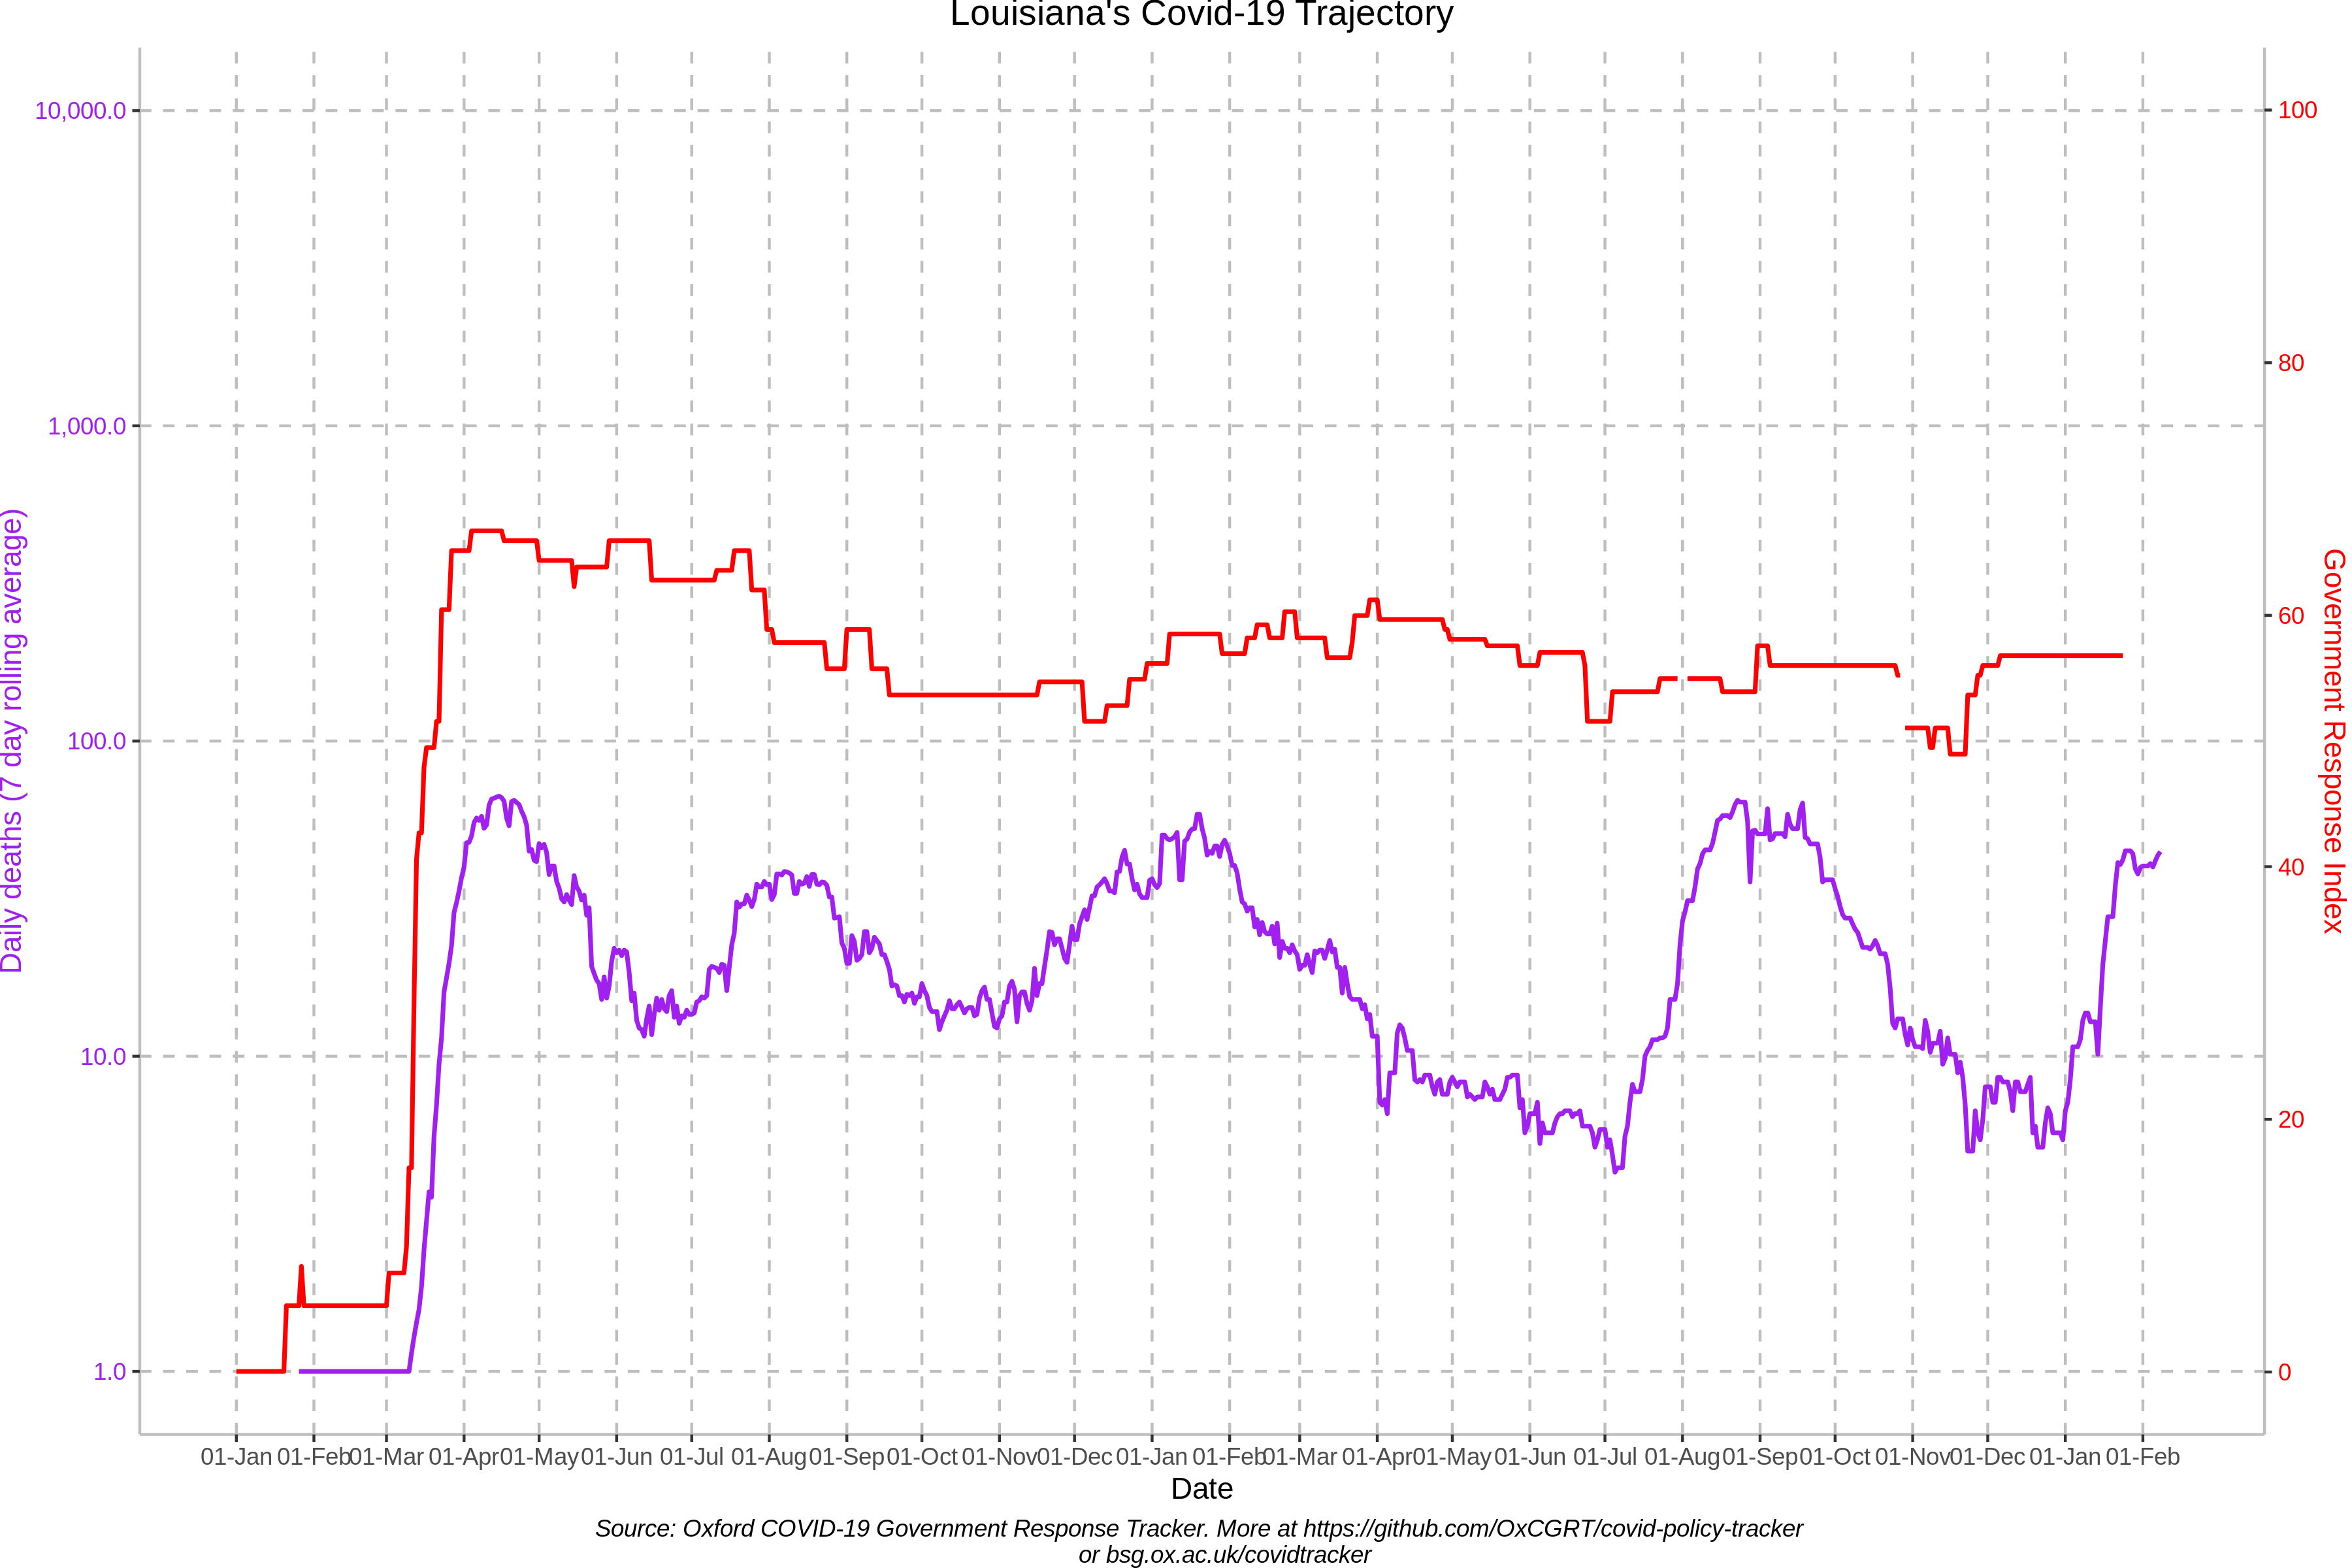 Louisiana's Covid-19 Trajectory
10,000.0
1,000.0
100.0
10.0
1.0
Daily deaths (7 day rolling average)
100
80
60
40
20
0
Government Response Index
01-Jan 01-Feb 01-Mar 01-Apr 01-May 01-Jun 01-Jul 01-Aug 01-Sep 01-Oct 01-Nov 01-Dec 01-Jan 01-Feb 01-Mar 01-Apr 01-May 01-Jun 01-Jul 01-Aug 01-Sep 01-Oct 01-Nov 01-Dec 01-Jan 01-Feb
Date
Source: Oxford COVID-19 Government Response Tracker. More at https://github.com/OxCGRT/covid-policy-tracker
or bsg.ox.ac.uk/covidtracker